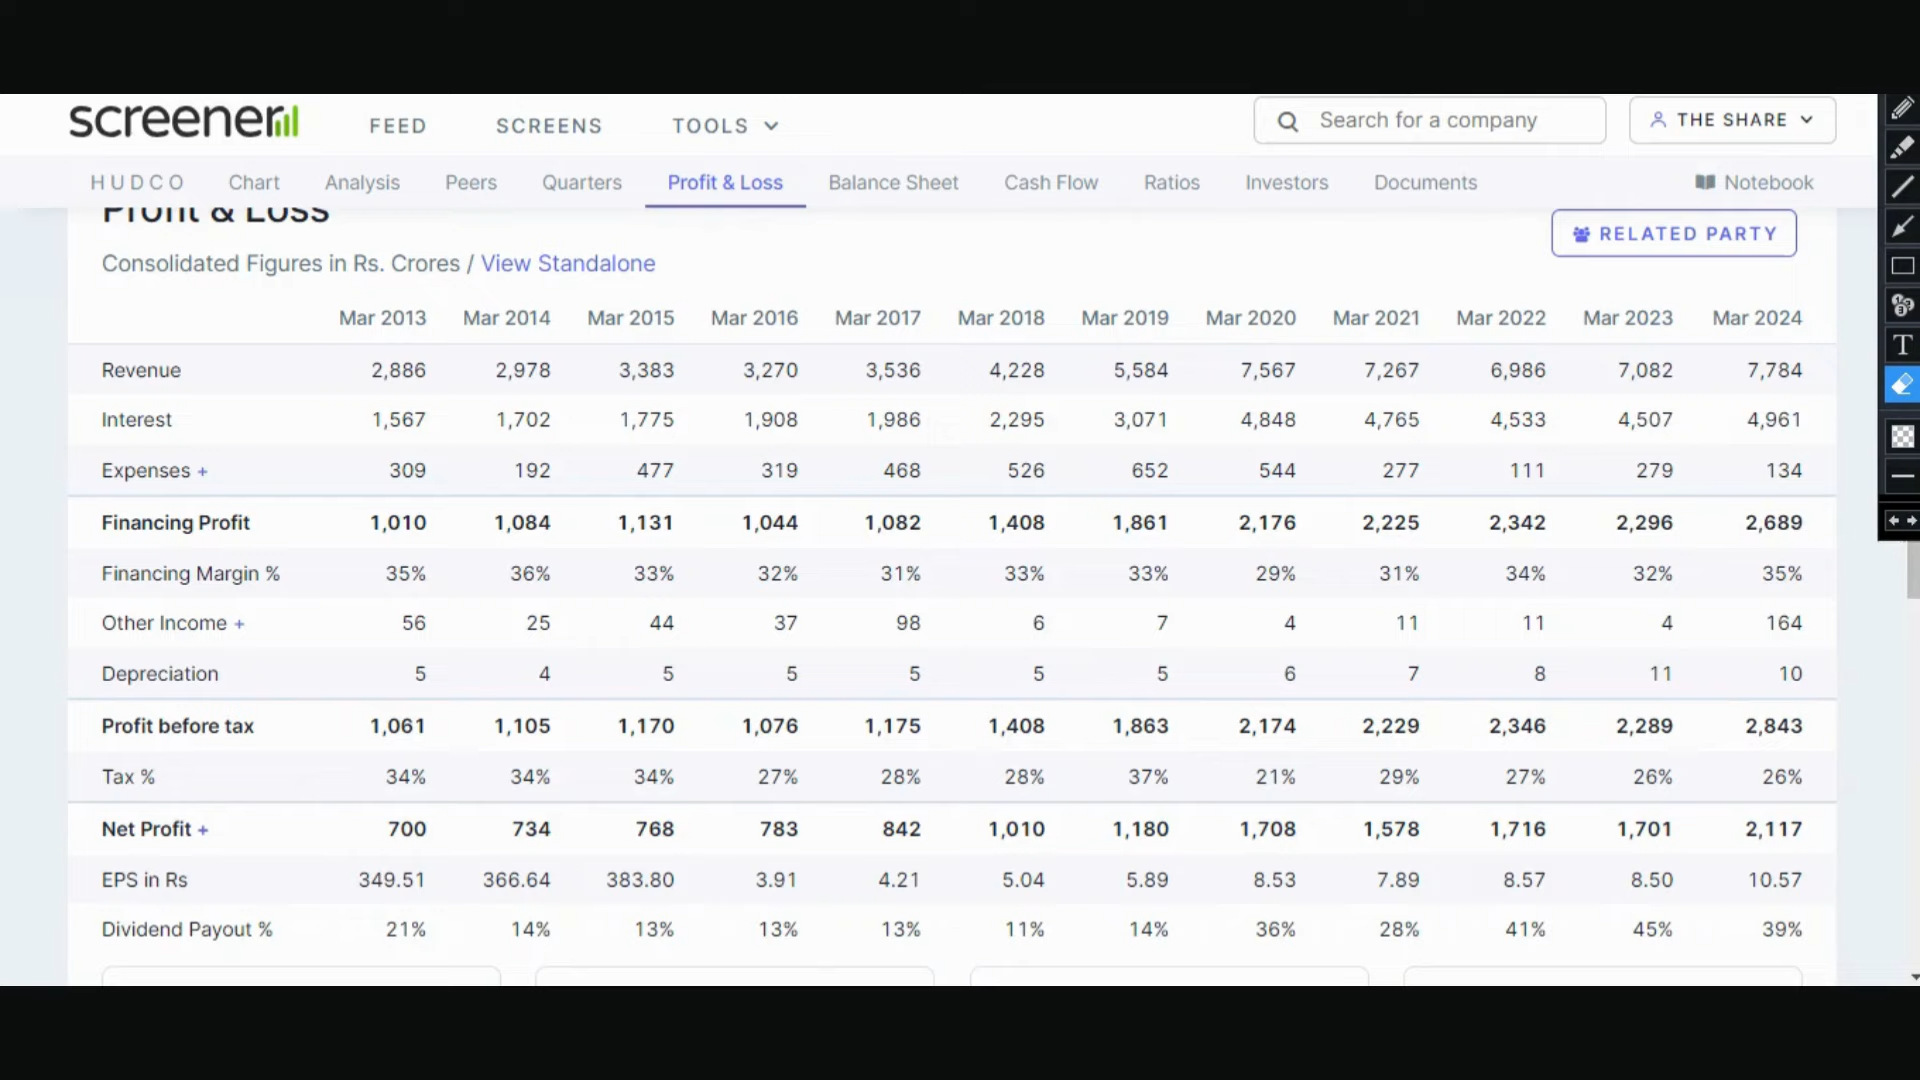 screener
FEED SCREENS TOOLS
Search for a company
THE SHARE
HUDCO Chart Analysis Peers Quarters Profit & Loss Balance Sheet Cash Flow Ratios Investors Documents Notebook
Profit & Loss
RELATED PARTY
Consolidated Figures in Rs. Crores / View Standalone
Mar 2013 Mar 2014 Mar 2015 Mar 2016 Mar 2017 Mar 2018 Mar 2019 Mar 2020 Mar 2021 Mar 2022 Mar 2023 Mar 2024
Revenue 2,886 2,978 3,383 3,270 3,536 4,228 5,584 7,567 7,267 6,986 7,082 7,784
Interest 1,567 1,702 1,775 1,908 1,986 2,295 3,071 4,848 4,765 4,533 4,507 4,961
Expenses + 309 192 477 319 468 526 652 544 277 111 279 134
Financing Profit 1,010 1,084 1,131 1,044 1,082 1,408 1,861 2,176 2,225 2,342 2,296 2,689
Financing Margin % 35% 36% 33% 32% 31% 33% 33% 29% 31% 34% 32% 35%
Other Income + 56 25 44 37 98 6 7 4 11 11 4 164
Depreciation 5 4 5 5 5 5 5 6 7 8 11 10
Profit before tax 1,061 1,105 1,170 1,076 1,175 1,408 1,863 2,174 2,229 2,346 2,289 2,843
Tax % 34% 34% 34% 27% 28% 28% 37% 21% 29% 27% 26% 26%
Net Profit + 700 734 768 783 842 1,010 1,180 1,708 1,578 1,716 1,701 2,117
EPS in Rs 349.51 366.64 383.80 3.91 4.21 5.04 5.89 8.53 7.89 8.57 8.50 10.57
Dividend Payout % 21% 14% 13% 13% 13% 11% 14% 36% 28% 41% 45% 39%